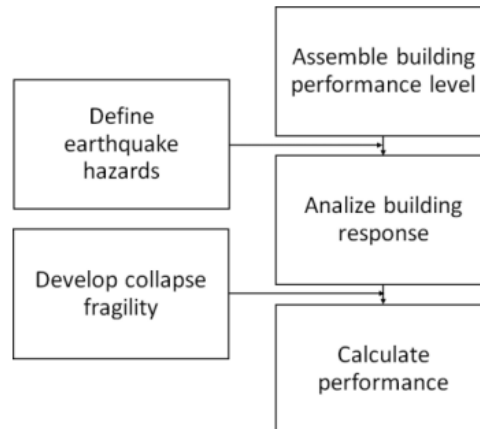 Assemble building
performance level
Define
earthquake
hazards
Analize building
response
Develop collapse
fragility
Calculate
performance